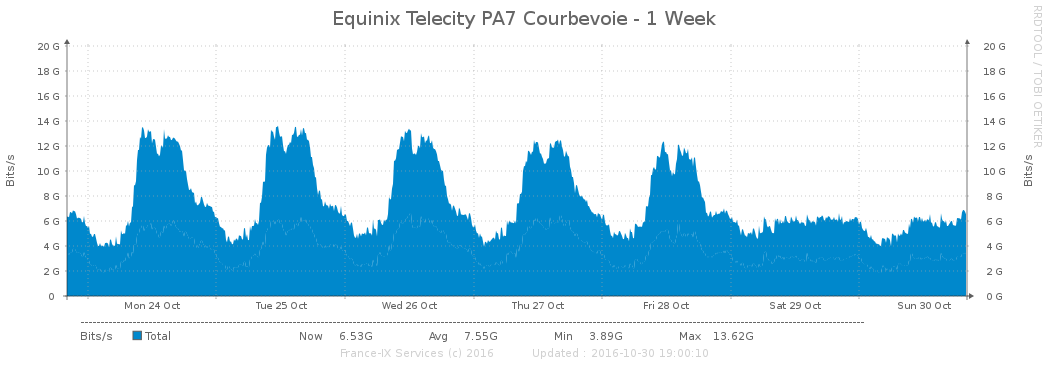 Equinix Telecity PA7 Courbevoie - 1 Week
RRDTOOL / TOBI OETIKER
Bits/s
Bits/s
20 G 20 G
18 G 18 G
16 G 16 G
14 G 14 G
12 G 12 G
10 G 10 G
8 G 8 G
6 G 6 G
4 G 4 G
2 G 2 G
0 0 G
Mon 24 Oct Tue 25 Oct Wed 26 Oct Thu 27 Oct Fri 28 Oct Sat 29 Oct Sun 30 Oct
Bits/s Total Now 6.53G Avg 7.55G Min 3.89G Max 13.62G
France-IX Services (c) 2016 Updated : 2016-10-30 19:00:10